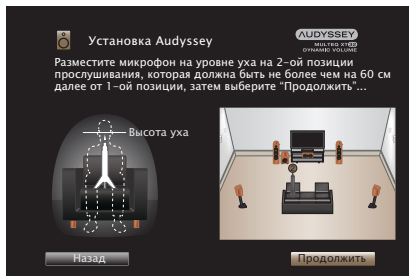 Установка Audyssey
AUDYSSEY
MULTEQ XT32
DYNAMIC VOLUME
Разместите микрофон на уровне уха на 2-ой позиции
прослушивания, которая должна быть не более чем на 60 см
далее от 1-ой позиции, затем выберите “Продолжить”...
Высота уха
Назад
Продолжить